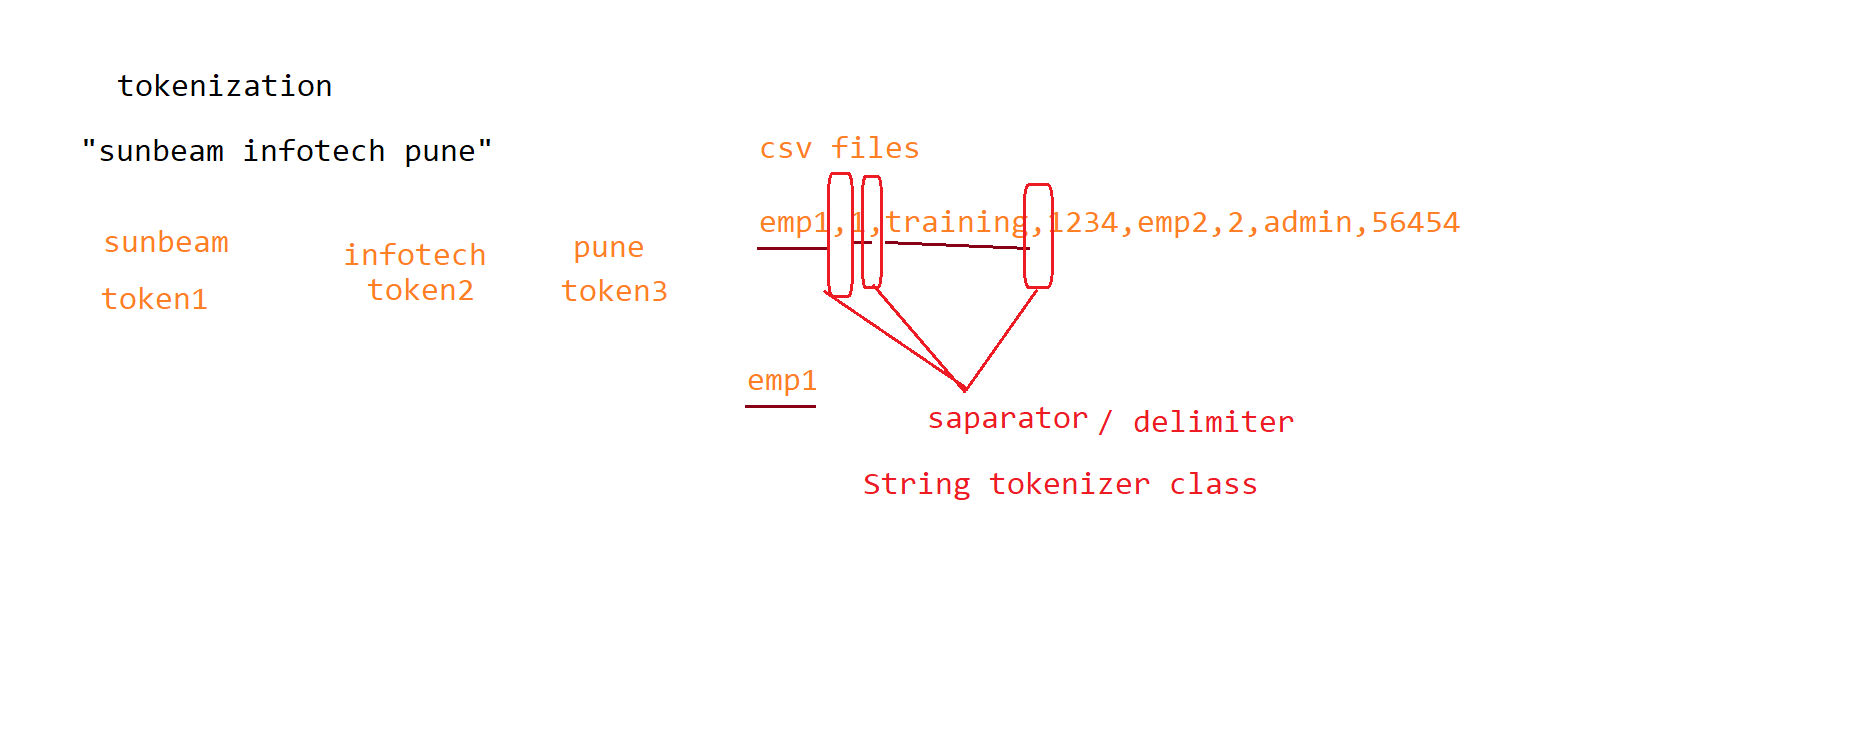 tokenization
"sunbeam infotech pune"
sunbeam infotech pune
token1 token2 token3
csv files
emp1,1,training,1234,emp2,2,admin,56454
emp1
saparator / delimiter
String tokenizer class